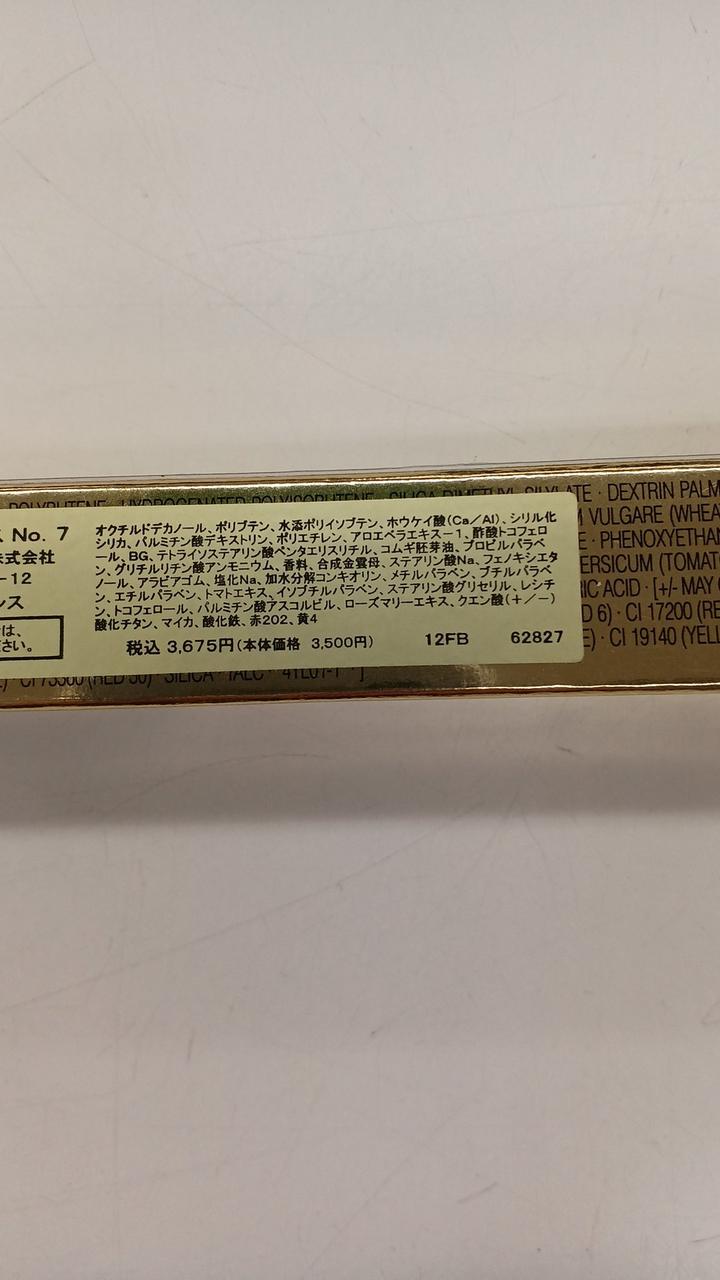 POLYBUTENE · HYDROGENATED POLYISOBUTENE · SILICA DIMETHYL SILYLATE · DEXTRIN PALM
VULGARE (WHEA
· PHENOXYETHAN
ERSICUM (TOMATO
RIC ACID · [+/- MAY C
D 6) · CI 17200 (RE
) · CI 19140 (YELL
No. 7
株式会社
-12
ンス
は、
さい。
オクチルドデカノール、ポリブテン、水添ポリイソブテン、ホウケイ酸(Ca/Al)、シリル化
シリカ、パルミチン酸デキストリン、ポリエチレン、アロエベラエキス-1、酢酸トコフェロ
ール、BG、テトライソステアリン酸ペンタエリスリチル、コムギ胚芽油、プロピルパラベ
ン、グリチルリチン酸アンモニウム、香料、合成金雲母、ステアリン酸Na、フェノキシエタ
ノール、アラビアゴム、塩化Na、加水分解コンキオリン、メチルパラベン、ブチルパラベ
ン、エチルパラベン、トマトエキス、イソブチルパラベン、ステアリン酸グリセリル、レシチ
ン、トコフェロール、パルミチン酸アスコルビル、ローズマリーエキス、クエン酸(+/-)
酸化チタン、マイカ、酸化鉄、赤202、黄4
税込 3,675円(本体価格 3,500円) 12FB 62827
CI 73360 (RED 30) · SILICA · TALC · 41L01-1 · ]